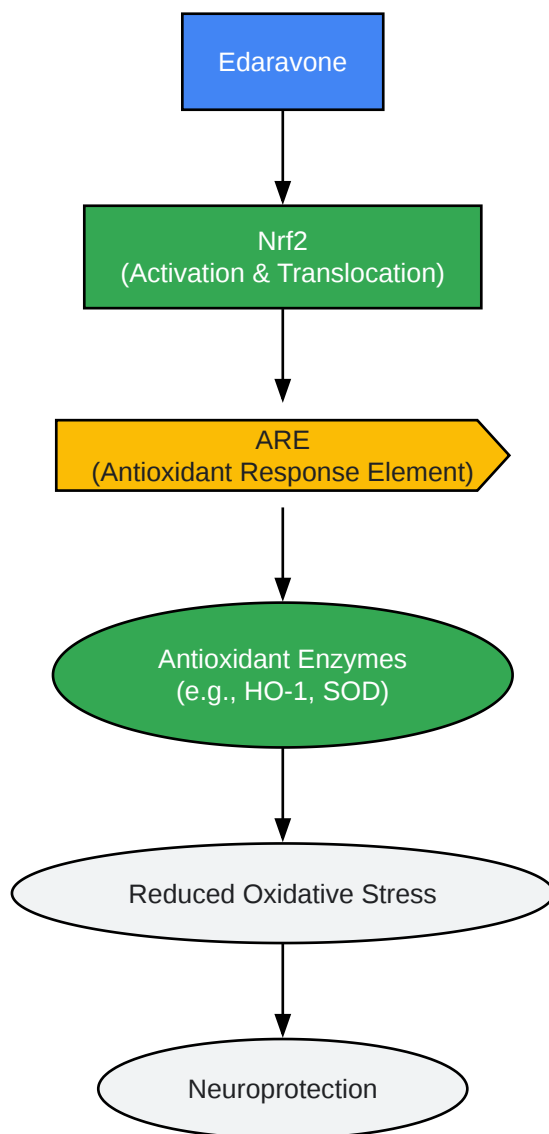 Edaravone
Nrf2
(Activation & Translocation)
ARE
(Antioxidant Response Element)
Antioxidant Enzymes
(e.g., HO-1, SOD)
Reduced Oxidative Stress
Neuroprotection